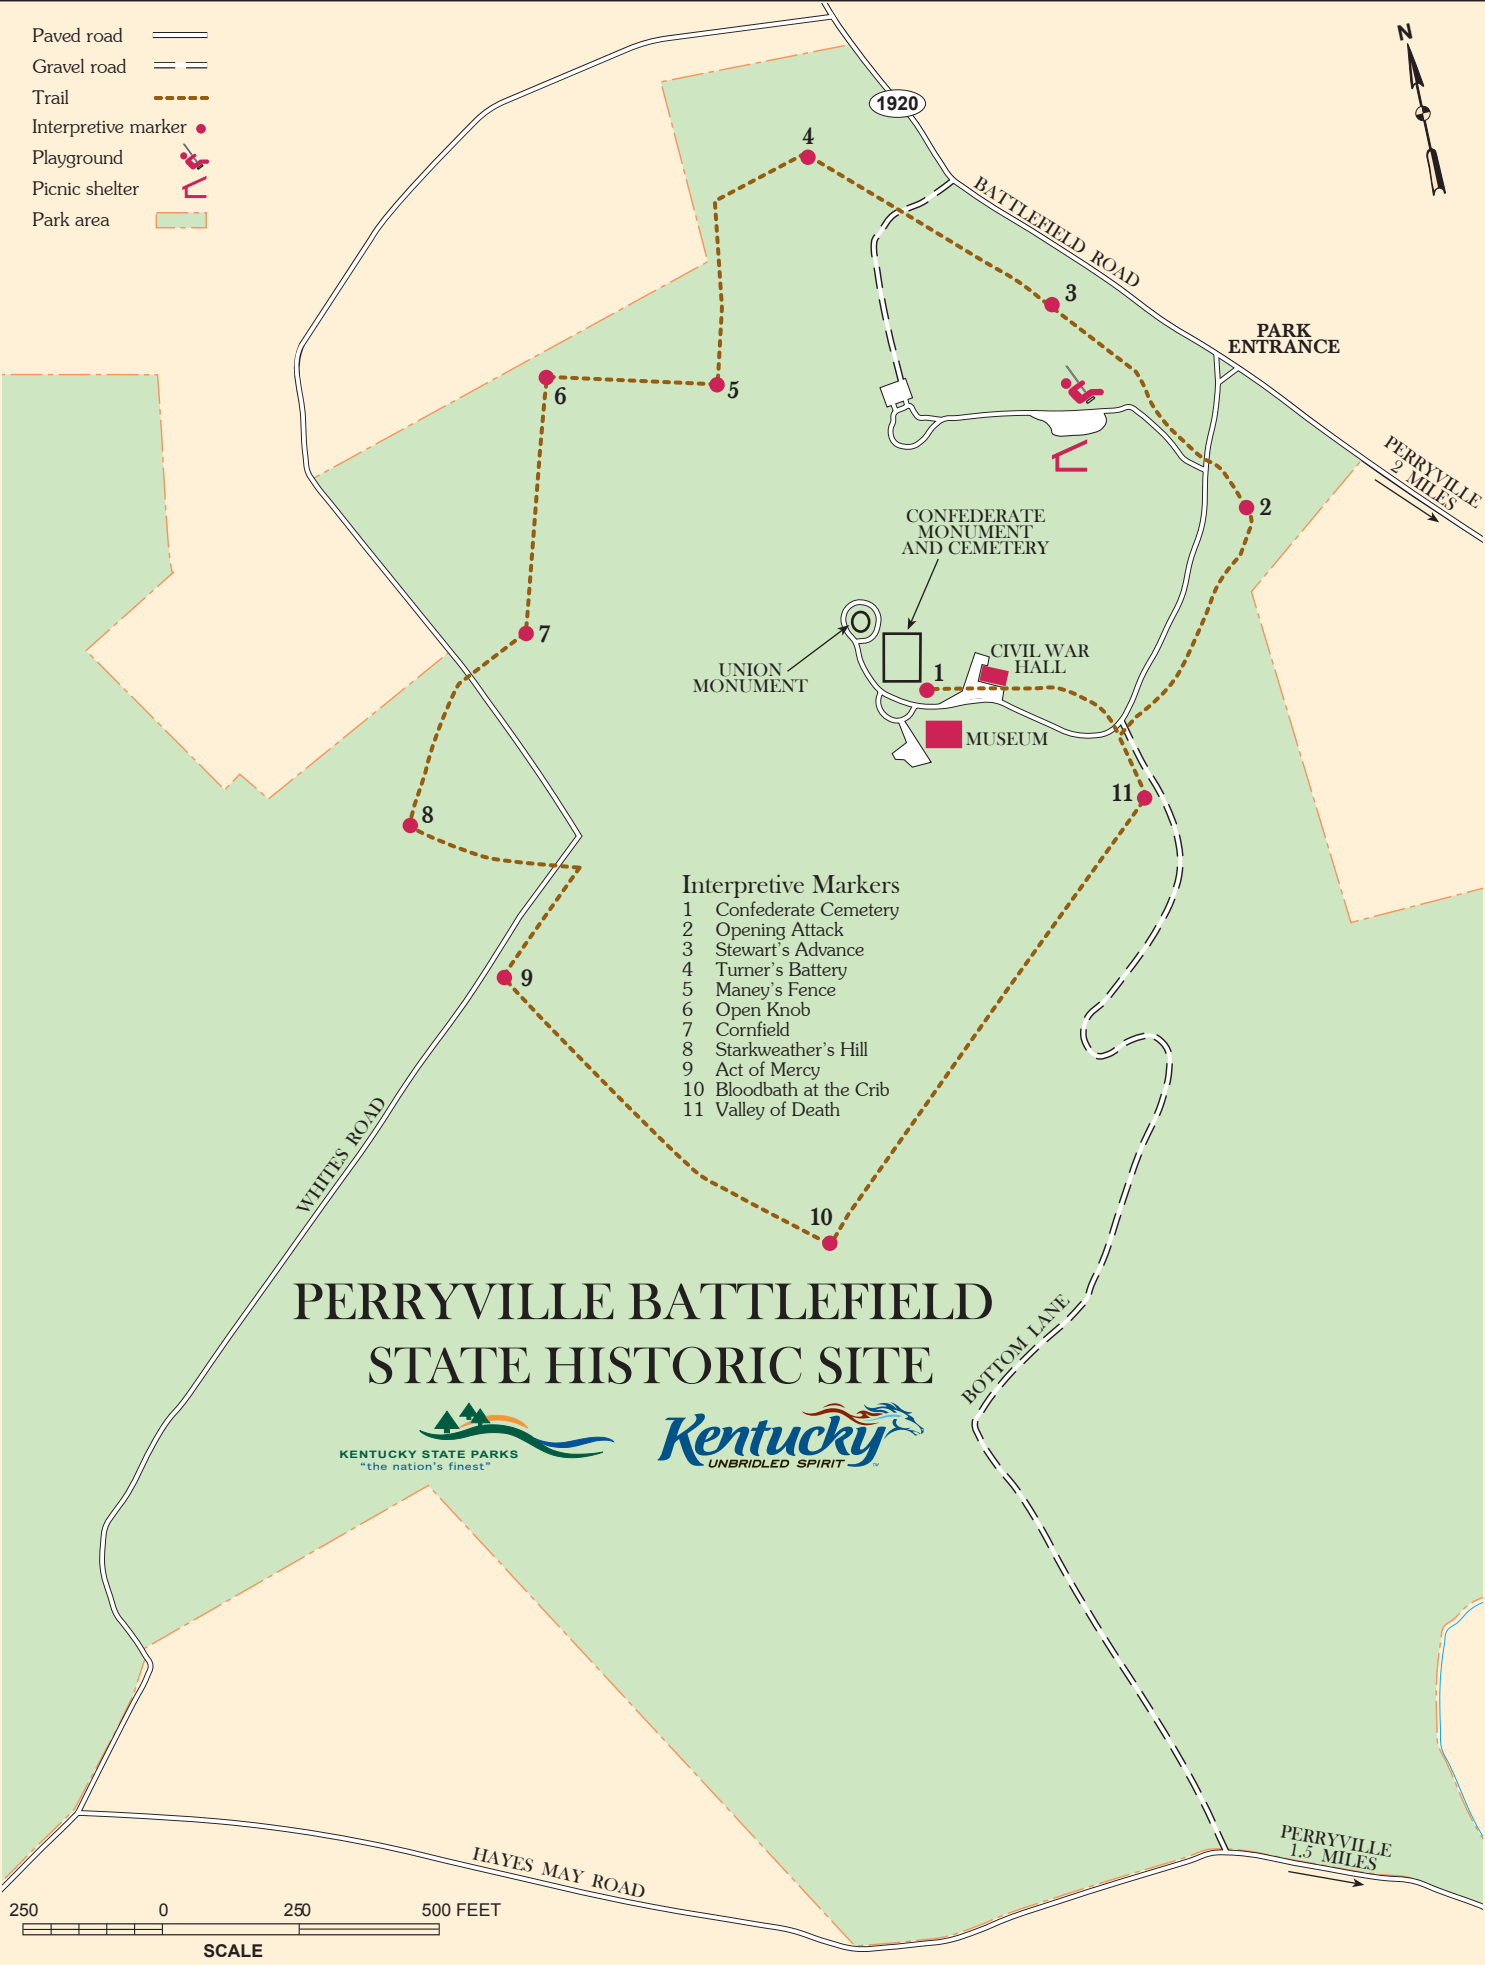 Paved road
Gravel road
Trail
Interpretive marker
Playground
Picnic shelter
Park area
N
1920
4
BATTLEFIELD ROAD
3
PARK
ENTRANCE
6
5
PERRYVILLE
2 MILES
2
CONFEDERATE
MONUMENT
AND CEMETERY
7
UNION
MONUMENT
1
CIVIL WAR
HALL
MUSEUM
11
8
Interpretive Markers
1 Confederate Cemetery
2 Opening Attack
3 Stewart's Advance
4 Turner's Battery
5 Maney's Fence
6 Open Knob
7 Cornfield
8 Starkweather's Hill
9 Act of Mercy
10 Bloodbath at the Crib
11 Valley of Death
9
WHITES ROAD
10
PERRYVILLE BATTLEFIELD
STATE HISTORIC SITE
BOTTOM LANE
KENTUCKY STATE PARKS
"the nation's finest"
Kentucky
UNBRIDLED SPIRIT™
PERRYVILLE
1.5 MILES
HAYES MAY ROAD
250 0 250 500 FEET
SCALE